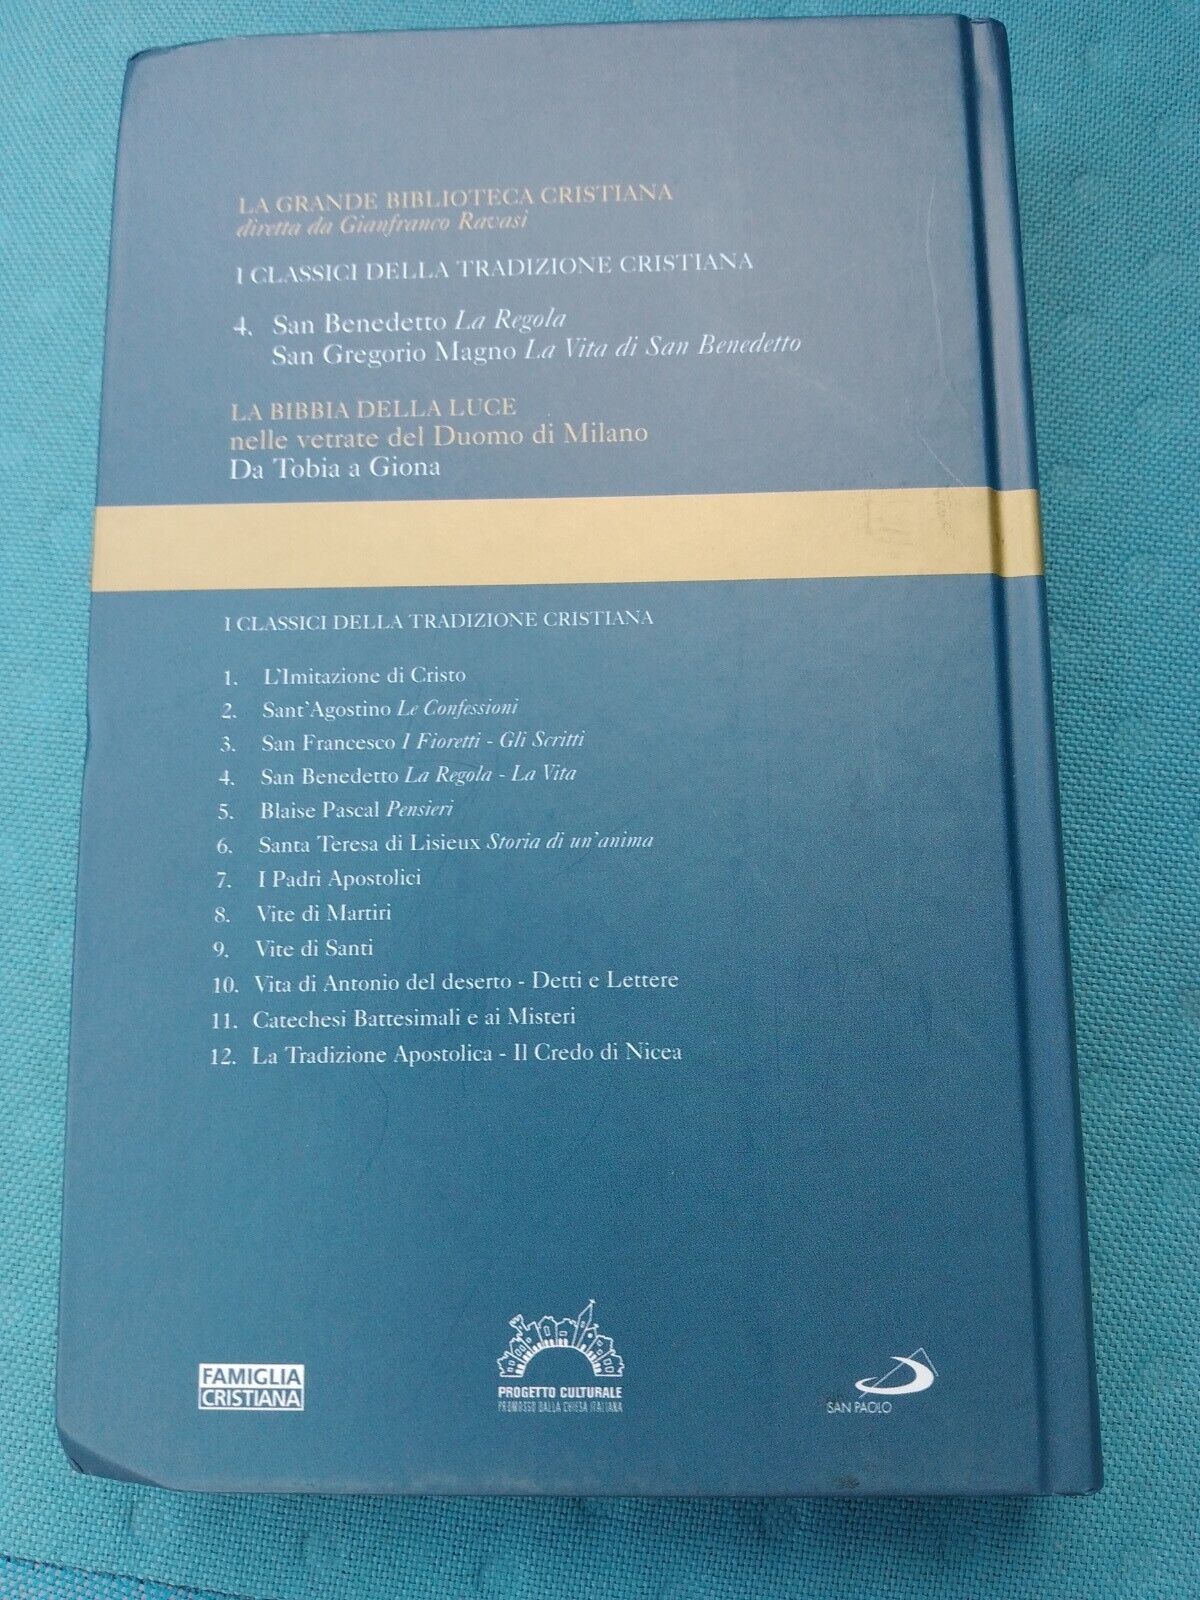 LA GRANDE BIBLIOTECA CRISTIANA
diretta da Gianfranco Ravasi
I CLASSICI DELLA TRADIZIONE CRISTIANA
4. San Benedetto La Regola
San Gregorio Magno La Vita di San Benedetto
LA BIBBIA DELLA LUCE
nelle vetrate del Duomo di Milano
Da Tobia a Giona
I CLASSICI DELLA TRADIZIONE CRISTIANA
1. L'Imitazione di Cristo
2. Sant'Agostino Le Confessioni
3. San Francesco I Fioretti - Gli Scritti
4. San Benedetto La Regola - La Vita
5. Blaise Pascal Pensieri
6. Santa Teresa di Lisieux Storia di un'anima
7. I Padri Apostolici
8. Vite di Martiri
9. Vite di Santi
10. Vita di Antonio del deserto - Detti e Lettere
11. Catechesi Battesimali e ai Misteri
12. La Tradizione Apostolica - Il Credo di Nicea
FAMIGLIA
CRISTIANA
PROGETTO CULTURALE
PROMOSSO DALLA CHIESA ITALIANA
SAN PAOLO